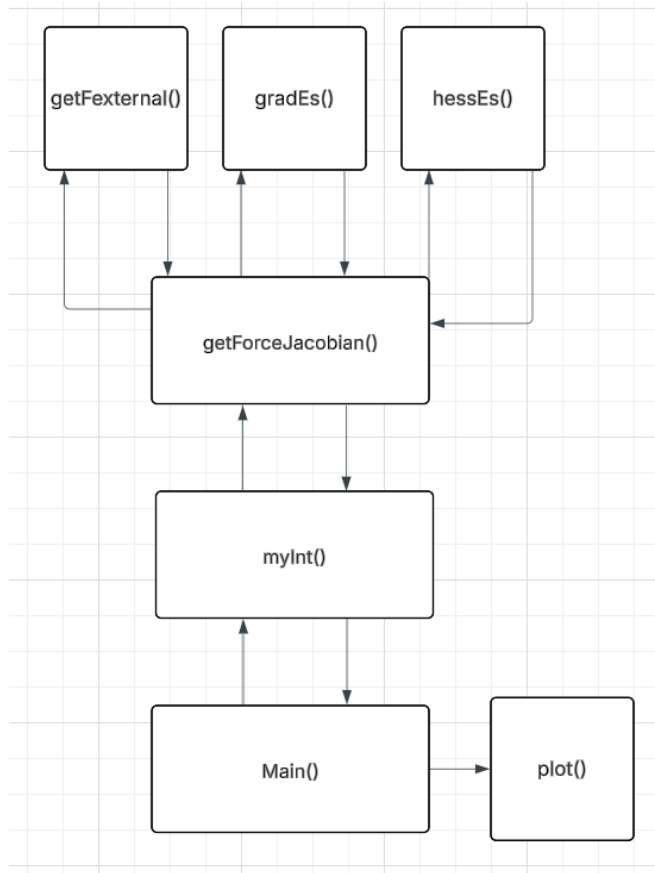 getFexternal()
gradEs()
hessEs()
getForceJacobian()
myInt()
Main()
plot()